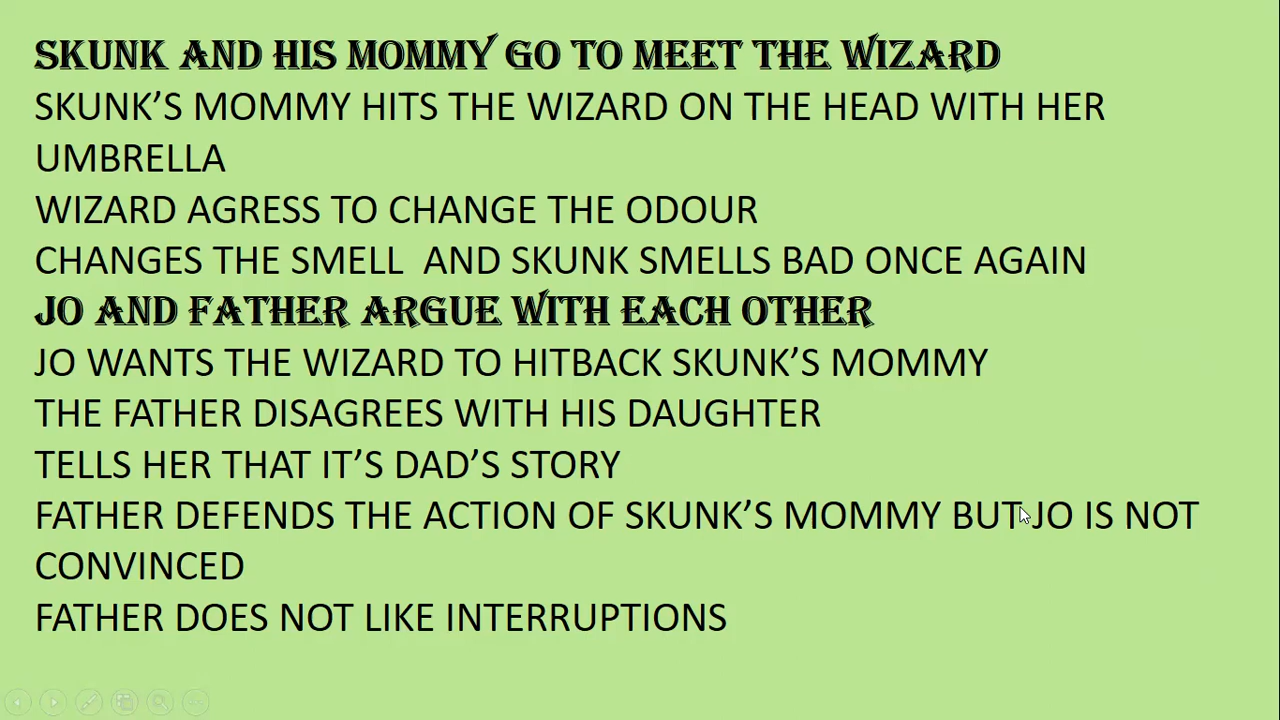 SKUNK AND HIS MOMMY GO TO MEET THE WIZARD
SKUNK’S MOMMY HITS THE WIZARD ON THE HEAD WITH HER
UMBRELLA
WIZARD AGRESS TO CHANGE THE ODOUR
CHANGES THE SMELL  AND SKUNK SMELLS BAD ONCE AGAIN
JO AND FATHER ARGUE WITH EACH OTHER
JO WANTS THE WIZARD TO HITBACK SKUNK’S MOMMY
THE FATHER DISAGREES WITH HIS DAUGHTER
TELLS HER THAT IT’S DAD’S STORY
FATHER DEFENDS THE ACTION OF SKUNK’S MOMMY BUT JO IS NOT
CONVINCED
FATHER DOES NOT LIKE INTERRUPTIONS